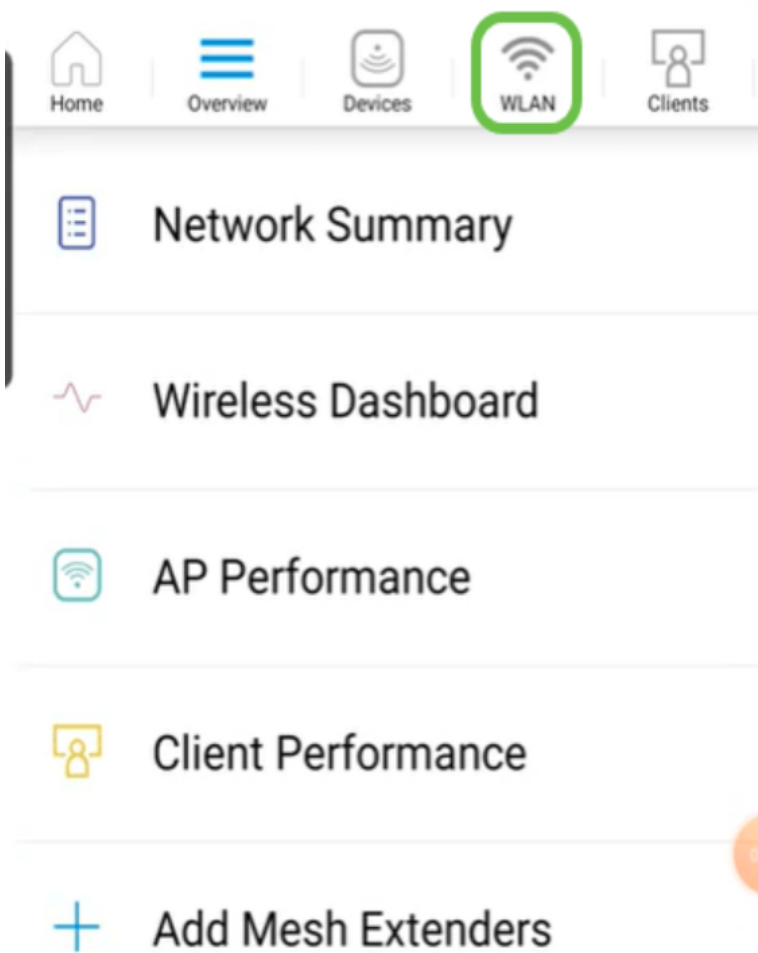 Home Overview Devices WLAN Clients
Network Summary
Wireless Dashboard
AP Performance
Client Performance
Add Mesh Extenders